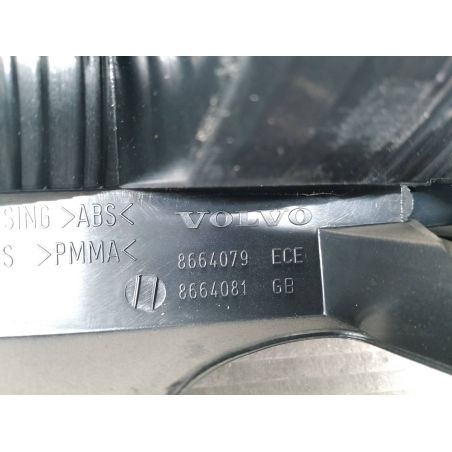 SING >ABS< VOLVO
S >PMMA< 8664079 ECE
8664081 GB